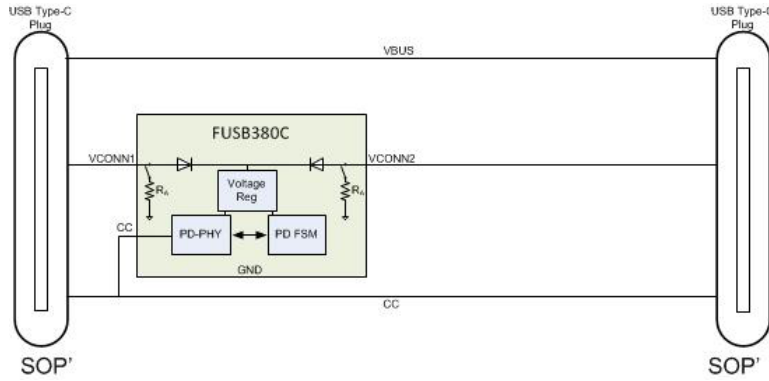 USB Type-C
Plug
USB Type-C
Plug
VBUS
FUSB380C
VCONN1
VCONN2
RA
Voltage
Reg
RA
CC
PD-PHY
PD FSM
GND
CC
SOP'
SOP'